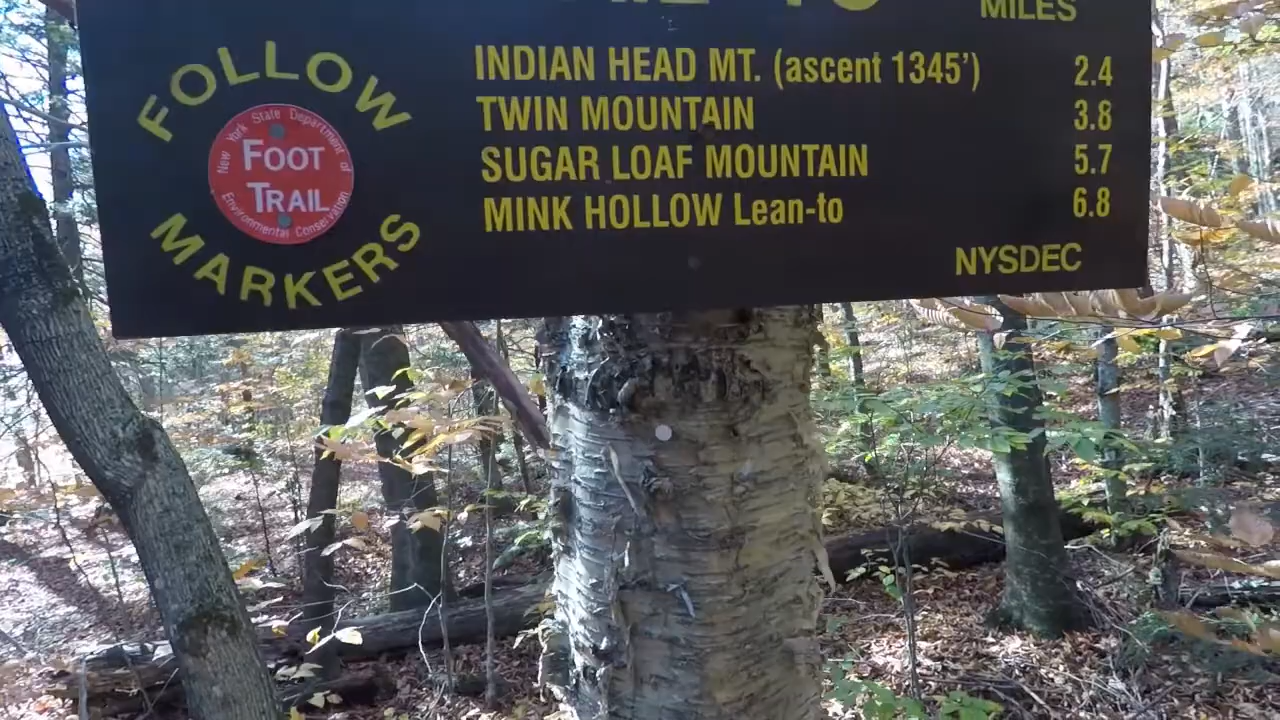 MILES
FOLLOW
New York State Department of
FOOT
TRAIL
Environmental Conservation
MARKERS
INDIAN HEAD MT. (ascent 1345') 2.4
TWIN MOUNTAIN 3.8
SUGAR LOAF MOUNTAIN 5.7
MINK HOLLOW Lean-to 6.8
NYSDEC